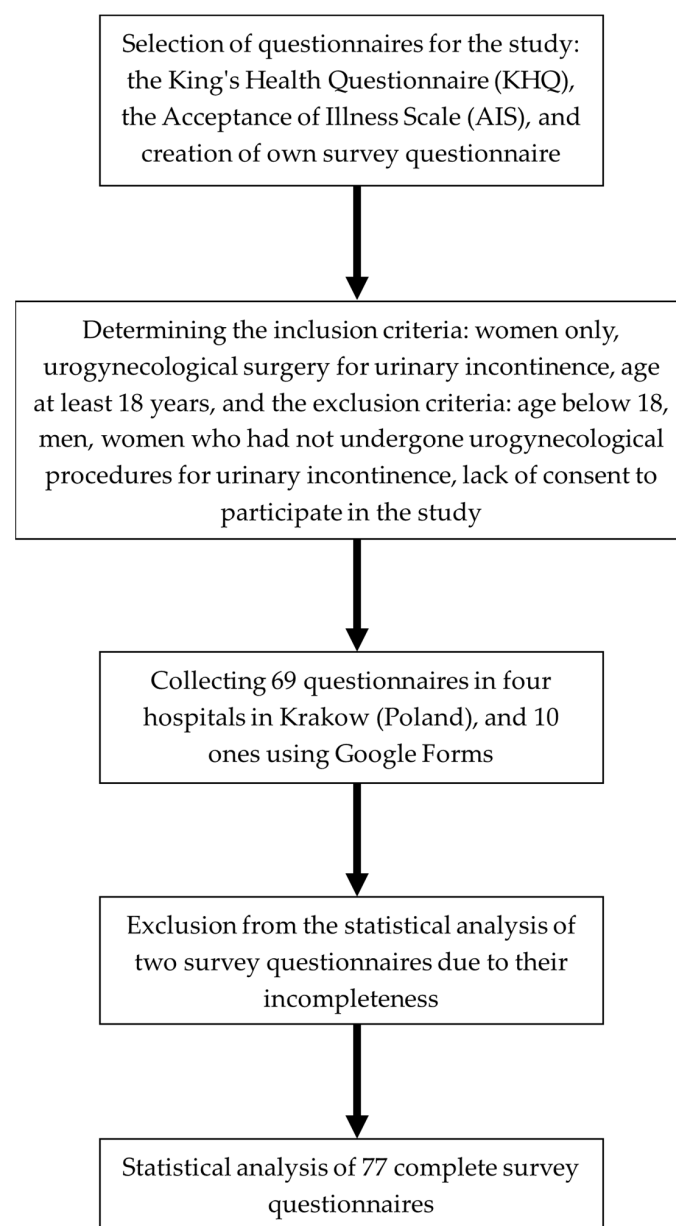 Selection of questionnaires for the study:
the King's Health Questionnaire (KHQ),
the Acceptance of Illness Scale (AIS), and
creation of own survey questionnaire
Determining the inclusion criteria: women only,
urogynecological surgery for urinary incontinence, age
at least 18 years, and the exclusion criteria: age below 18,
men, women who had not undergone urogynecological
procedures for urinary incontinence, lack of consent to
participate in the study
Collecting 69 questionnaires in four
hospitals in Krakow (Poland), and 10
ones using Google Forms
Exclusion from the statistical analysis of
two survey questionnaires due to their
incompleteness
Statistical analysis of 77 complete survey
questionnaires